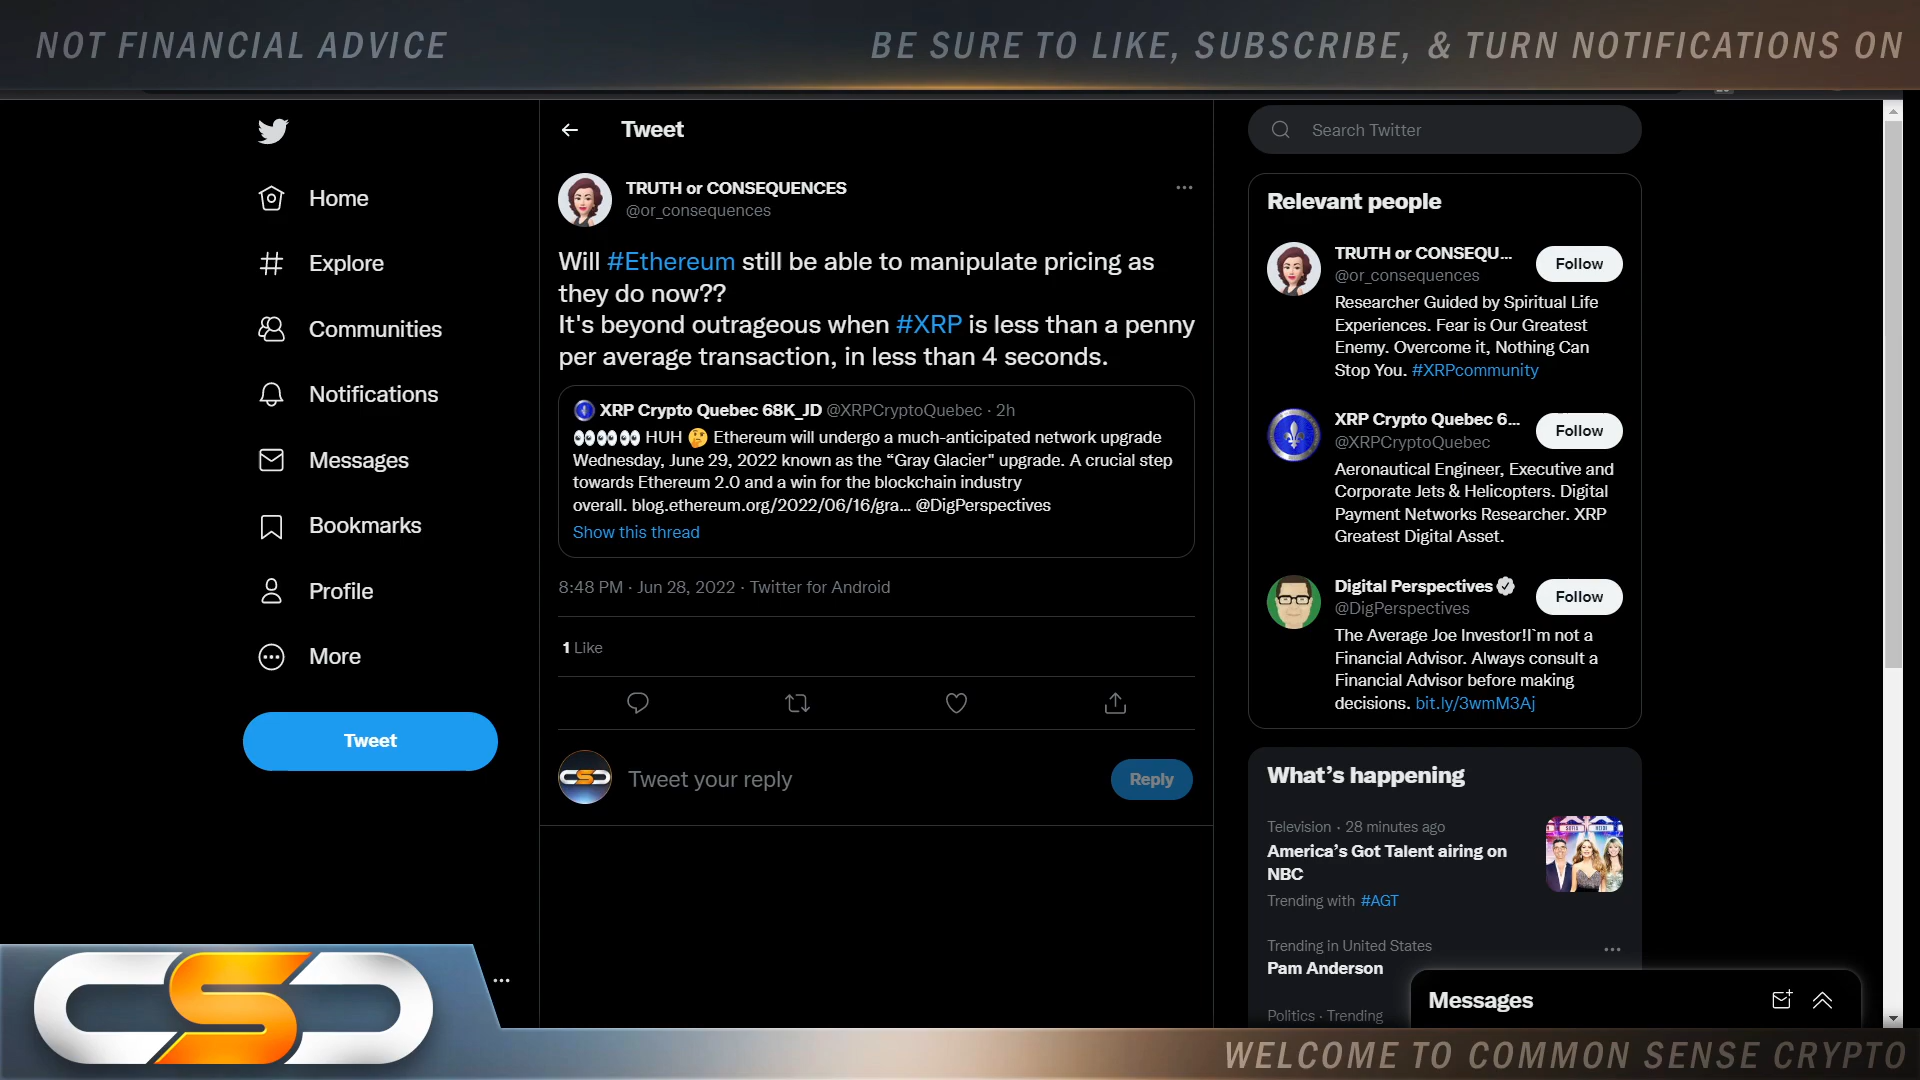 NOT FINANCIAL ADVICE
BE SURE TO LIKE, SUBSCRIBE, & TURN NOTIFICATIONS ON
Home
Explore
Communities
Notifications
Messages
Bookmarks
Profile
More
Tweet
Tweet
TRUTH or CONSEQUENCES
@or_consequences
Will #Ethereum still be able to manipulate pricing as
they do now??
It's beyond outrageous when #XRP is less than a penny
per average transaction, in less than 4 seconds.
XRP Crypto Quebec 68K_JD @XRPCryptoQuebec · 2h
👀👀👀 HUH 🤔 Ethereum will undergo a much-anticipated network upgrade
Wednesday, June 29, 2022 known as the “Gray Glacier" upgrade. A crucial step
towards Ethereum 2.0 and a win for the blockchain industry
overall. blog.ethereum.org/2022/06/16/gra... @DigPerspectives
Show this thread
8:48 PM · Jun 28, 2022 · Twitter for Android
1 Like
Tweet your reply
Reply
Search Twitter
Relevant people
TRUTH or CONSEQU...
@or_consequences
Follow
Researcher Guided by Spiritual Life
Experiences. Fear is Our Greatest
Enemy. Overcome it, Nothing Can
Stop You. #XRPcommunity
XRP Crypto Quebec 6...
@XRPCryptoQuebec
Follow
Aeronautical Engineer, Executive and
Corporate Jets & Helicopters. Digital
Payment Networks Researcher. XRP
Greatest Digital Asset.
Digital Perspectives
@DigPerspectives
Follow
The Average Joe Investor!I`m not a
Financial Advisor. Always consult a
Financial Advisor before making
decisions. bit.ly/3wmM3Aj
What's happening
Television · 28 minutes ago
America's Got Talent airing on
NBC
Trending with #AGT
Trending in United States
Pam Anderson
Politics · Trending
Messages
CSC
WELCOME TO COMMON SENSE CRYPTO